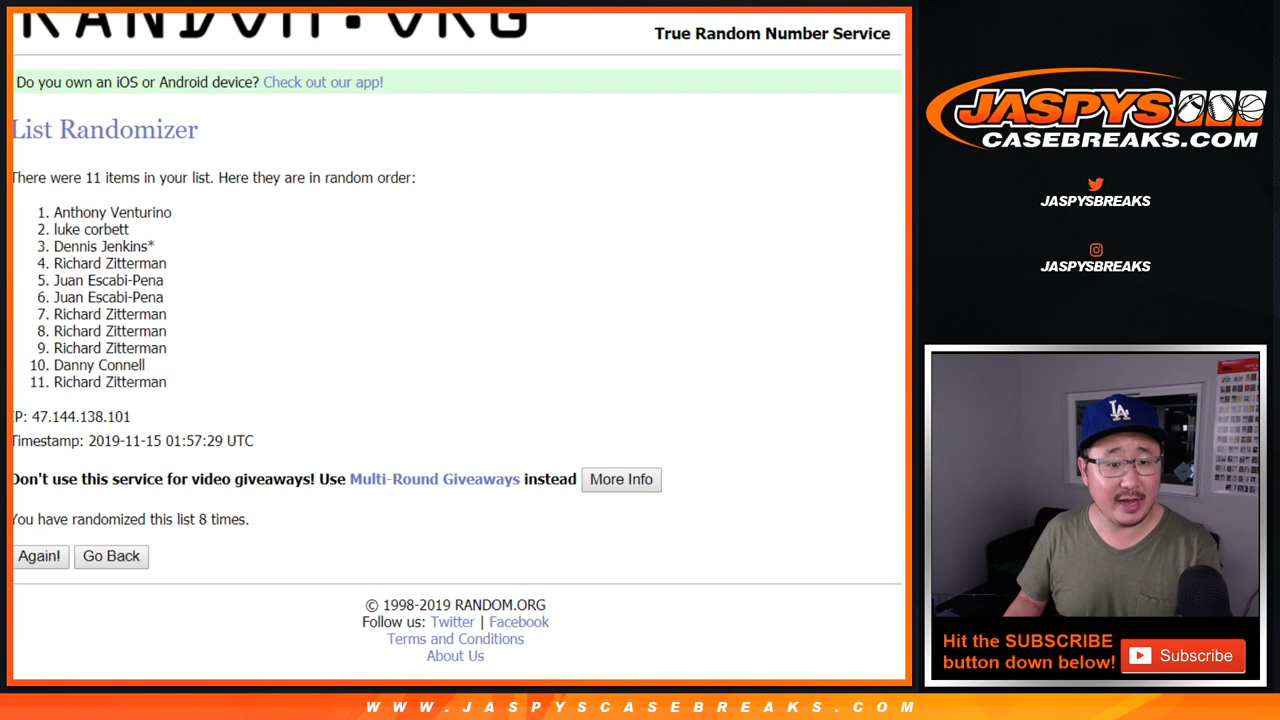 RANDOM.ORG
True Random Number Service
Do you own an iOS or Android device? Check out our app!
List Randomizer
There were 11 items in your list. Here they are in random order:
1. Anthony Venturino
2. luke corbett
3. Dennis Jenkins*
4. Richard Zitterman
5. Juan Escabi-Pena
6. Juan Escabi-Pena
7. Richard Zitterman
8. Richard Zitterman
9. Richard Zitterman
10. Danny Connell
11. Richard Zitterman
IP: 47.144.138.101
Timestamp: 2019-11-15 01:57:29 UTC
Don't use this service for video giveaways! Use Multi-Round Giveaways instead More Info
You have randomized this list 8 times.
Again! Go Back
© 1998-2019 RANDOM.ORG
Follow us: Twitter | Facebook
Terms and Conditions
About Us
JASPYS
CASEBREAKS.COM
JASPYSBREAKS
JASPYSBREAKS
LA
Hit the SUBSCRIBE
button down below!
Subscribe
WWW.JASPYSCASEBREAKS.COM